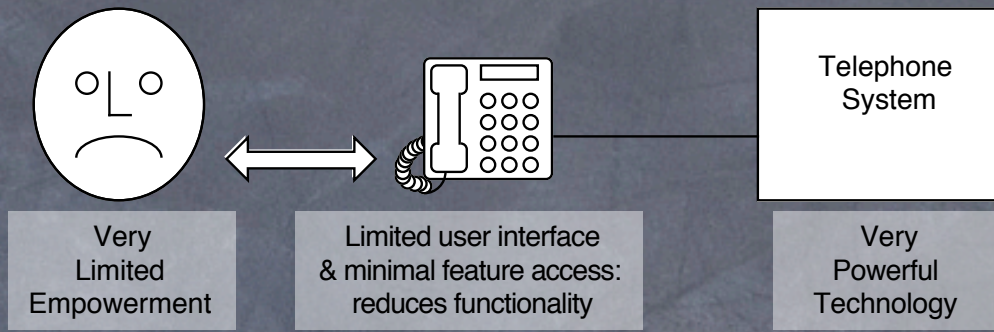 Telephone
System
Very
Limited
Empowerment
Limited user interface
& minimal feature access:
reduces functionality
Very
Powerful
Technology